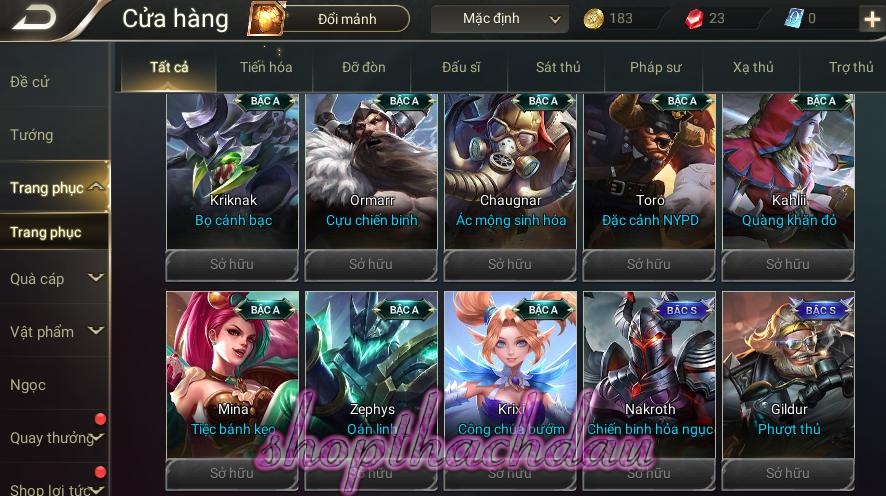 Cửa hàng
Đổi mảnh
Mặc định
183
23
0
Đề cử
Tướng
Trang phục
Trang phục
Quà cáp
Vật phẩm
Ngọc
Quay thưởng
Shop lợi tức
Tất cả
Tiến hóa
Đỡ đòn
Đấu sĩ
Sát thủ
Pháp sư
Xạ thủ
Trợ thủ
BẬC A
Kriknak
Bọ cánh bạc
Sở hữu
BẬC A
Ormarr
Cựu chiến binh
Sở hữu
BẬC A
Chaugnar
Ác mộng sinh hóa
Sở hữu
BẬC A
Toro
Đặc cảnh NYPD
Sở hữu
BẬC A
Kahlii
Quàng khăn đỏ
Sở hữu
BẬC A
Mina
Tiệc bánh kẹo
Sở hữu
BẬC A
Zephys
Oán linh
Sở hữu
BẬC A
Krixi
Công chúa bướm
Sở hữu
BẬC S
Nakroth
Chiến binh hỏa ngục
Sở hữu
BẬC S
Gildur
Phượt thủ
Sở hữu
shopthachdau